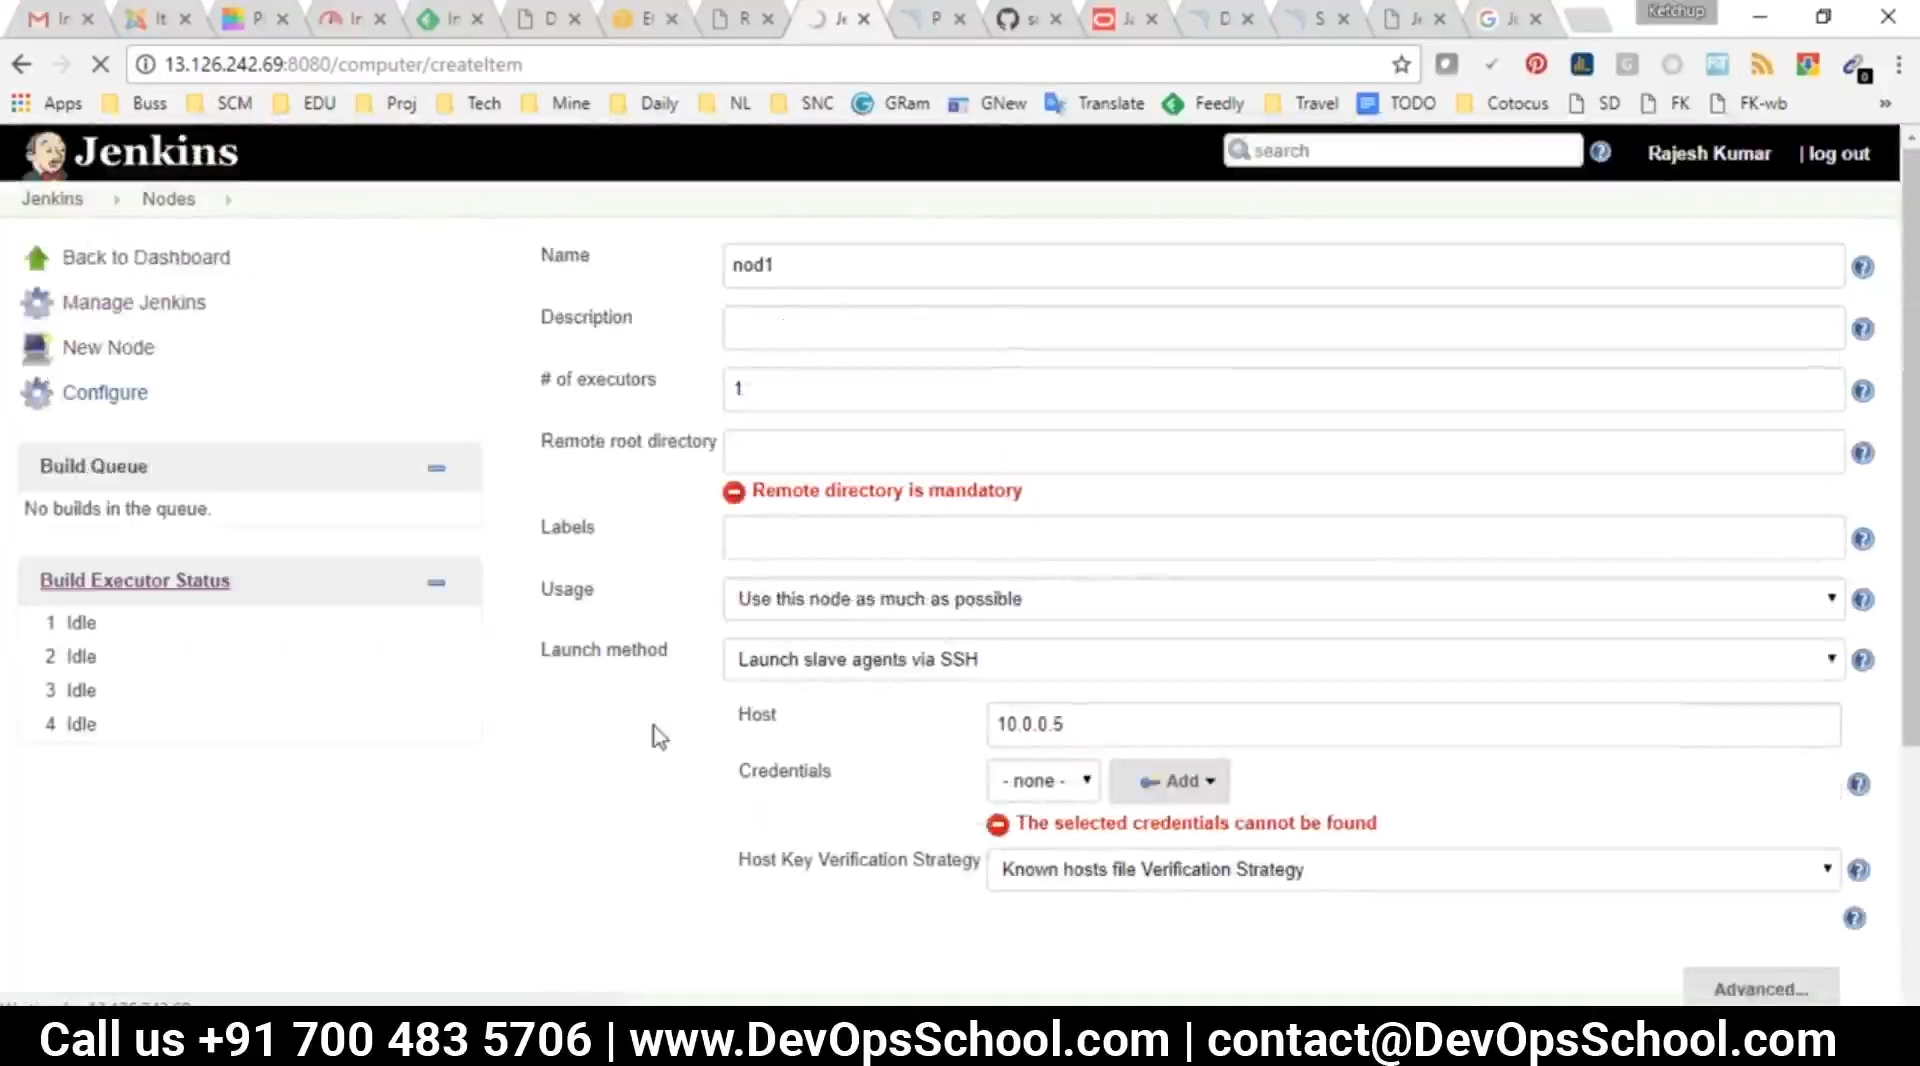 Ketchup
13.126.242.69:8080/computer/createItem
Apps Buss SCM EDU Proj Tech Mine Daily NL SNC GRam GNew Translate Feedly Travel TODO Cotocus SD FK FK-wb »
Jenkins search Rajesh Kumar | log out
Jenkins Nodes
Back to Dashboard
Manage Jenkins
New Node
Configure
Build Queue
No builds in the queue.
Build Executor Status
1 Idle
2 Idle
3 Idle
4 Idle
Name nod1
Description
# of executors 1
Remote root directory
Remote directory is mandatory
Labels
Usage Use this node as much as possible
Launch method Launch slave agents via SSH
Host 10.0.0.5
Credentials - none - Add
The selected credentials cannot be found
Host Key Verification Strategy Known hosts file Verification Strategy
Advanced...
Call us +91 700 483 5706 | www.DevOpsSchool.com | contact@DevOpsSchool.com